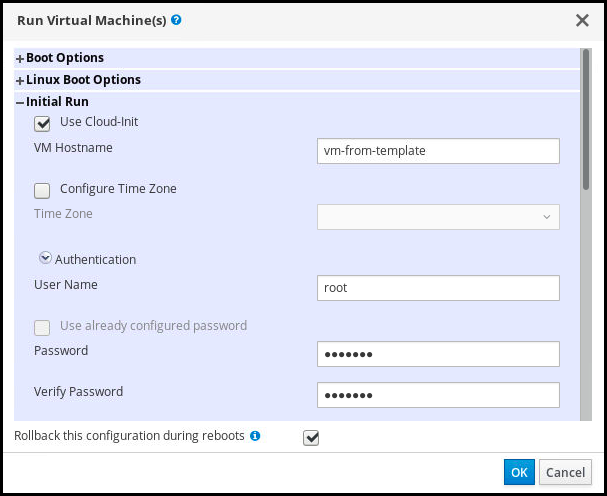 Run Virtual Machine(s) ?
+ Boot Options
+ Linux Boot Options
− Initial Run
Use Cloud-Init
VM Hostname vm-from-template
Configure Time Zone
Time Zone
Authentication
User Name root
Use already configured password
Password •••••••
Verify Password •••••••
Rollback this configuration during reboots i
OK Cancel